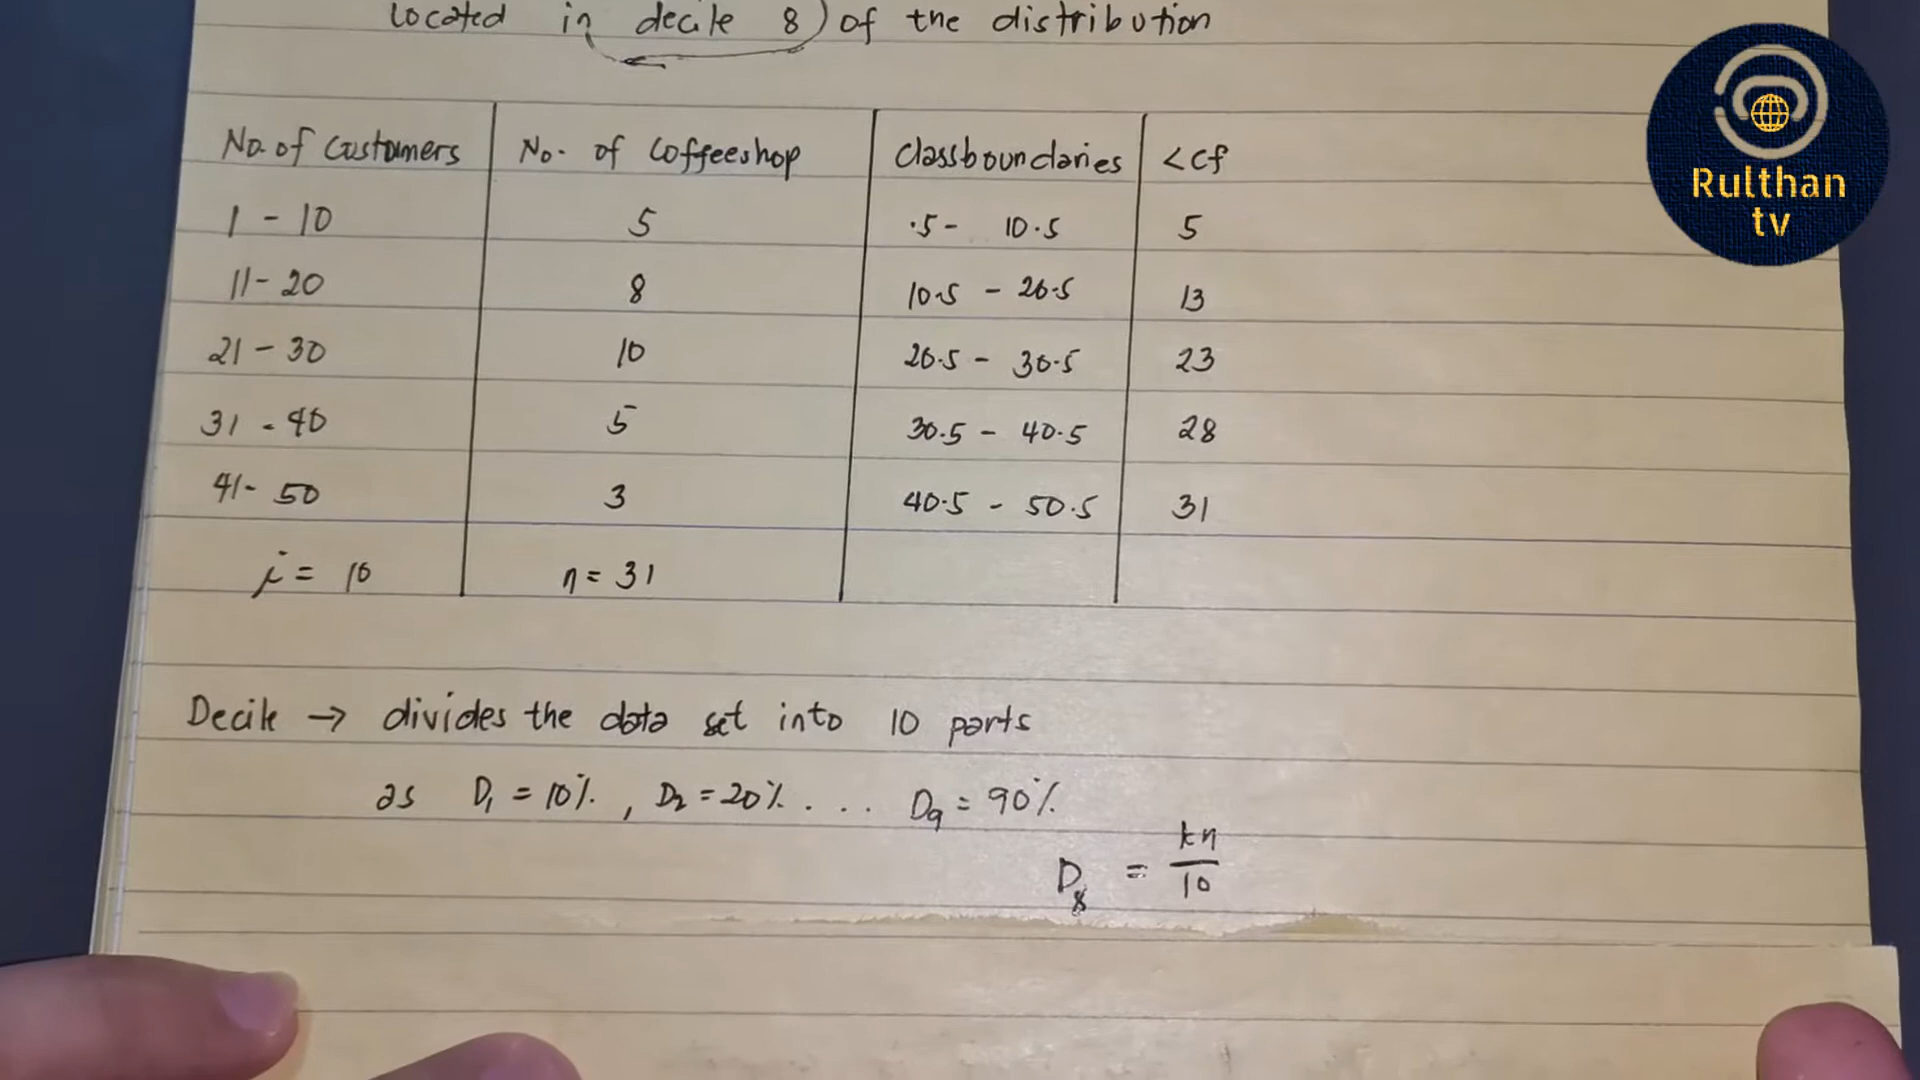 located in decile 8) of the distribution
No. of Customers No. of Coffeeshop Classboundaries <cf
1 - 10 5 .5 - 10.5 5
11 - 20 8 10.5 - 20.5 13
21 - 30 10 20.5 - 30.5 23
31 - 40 5 30.5 - 40.5 28
41 - 50 3 40.5 - 50.5 31
i = 10 n = 31
Decile → divides the data set into 10 parts
as D₁ = 10%, D₂ = 20% . . . D₉ = 90%
D₈ = kn/10
Rulthan
tv